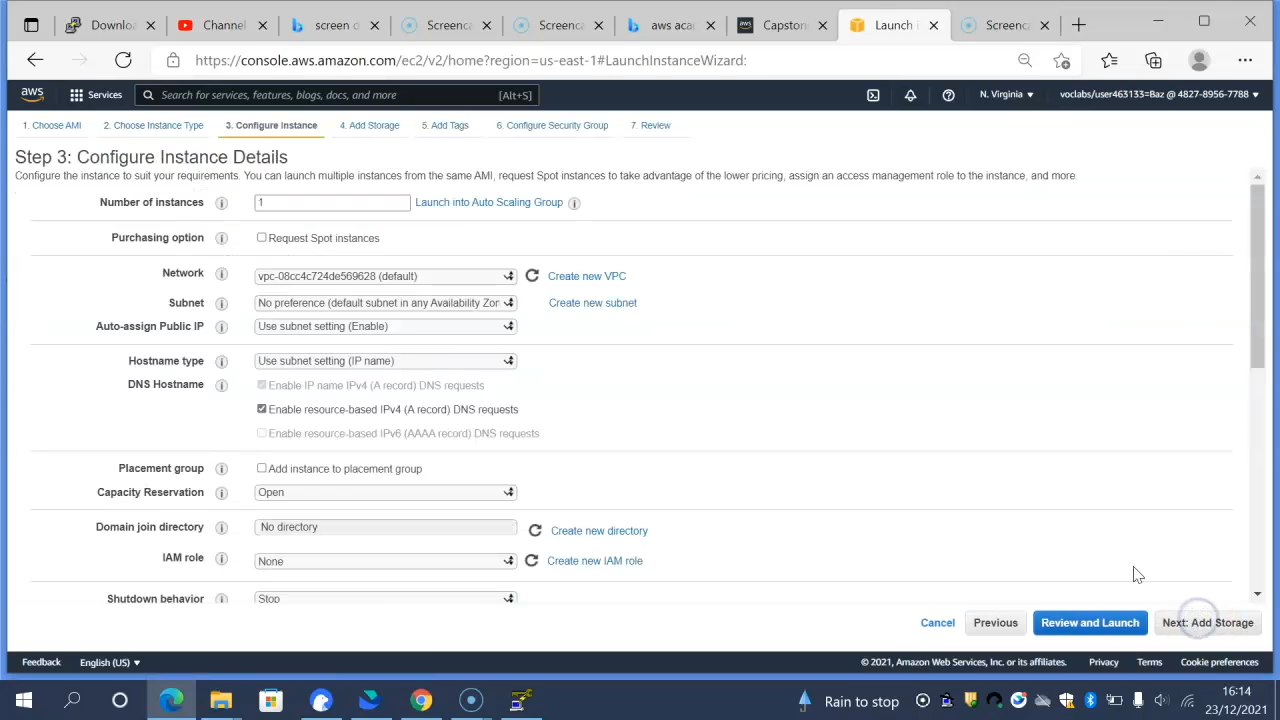 Downloa
Channel
screen o
Screenca
Screenca
aws aca
Capston
Launch i
Screenca
https://console.aws.amazon.com/ec2/v2/home?region=us-east-1#LaunchInstanceWizard:
aws
Services
Search for services, features, blogs, docs, and more
[Alt+S]
N. Virginia
voclabs/user463133=Baz @ 4827-8956-7788
1. Choose AMI
2. Choose Instance Type
3. Configure Instance
4. Add Storage
5. Add Tags
6. Configure Security Group
7. Review
Step 3: Configure Instance Details
Configure the instance to suit your requirements. You can launch multiple instances from the same AMI, request Spot instances to take advantage of the lower pricing, assign an access management role to the instance, and more.
Number of instances
1
Launch into Auto Scaling Group
Purchasing option
Request Spot instances
Network
vpc-08cc4c724de569628 (default)
Create new VPC
Subnet
No preference (default subnet in any Availability Zon
Create new subnet
Auto-assign Public IP
Use subnet setting (Enable)
Hostname type
Use subnet setting (IP name)
DNS Hostname
Enable IP name IPv4 (A record) DNS requests
Enable resource-based IPv4 (A record) DNS requests
Enable resource-based IPv6 (AAAA record) DNS requests
Placement group
Add instance to placement group
Capacity Reservation
Open
Domain join directory
No directory
Create new directory
IAM role
None
Create new IAM role
Shutdown behavior
Stop
Cancel
Previous
Review and Launch
Next: Add Storage
Feedback
English (US)
© 2021, Amazon Web Services, Inc. or its affiliates.
Privacy
Terms
Cookie preferences
Rain to stop
16:14
23/12/2021